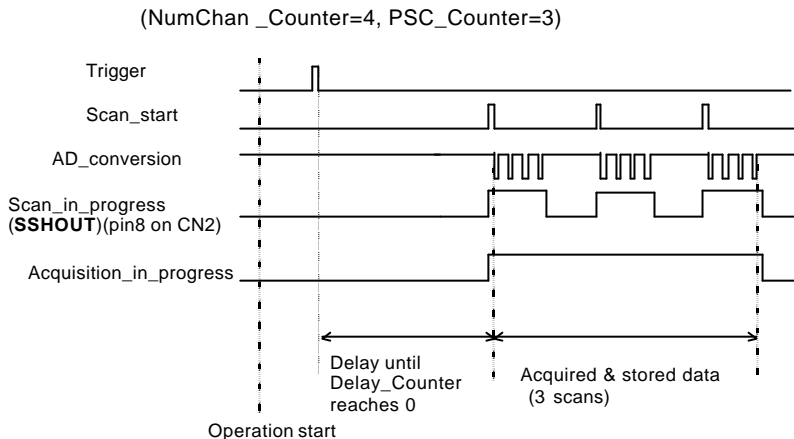 (NumChan _Counter=4, PSC_Counter=3)
Trigger
Scan_start
AD_conversion
Scan_in_progress
(SSHOUT)(pin8 on CN2)
Acquisition_in_progress
Delay until
Delay_Counter
reaches 0
Acquired & stored data
(3 scans)
Operation start